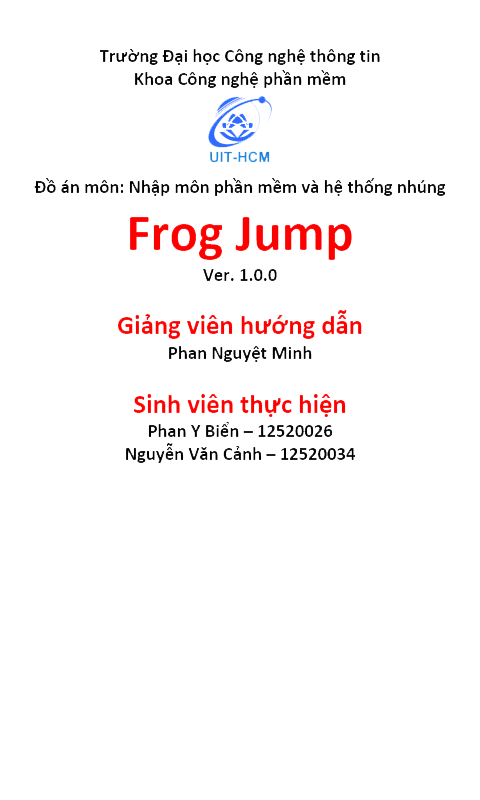 Trường Đại học Công nghệ thông tin
Khoa Công nghệ phần mềm
UIT-HCM
Đồ án môn: Nhập môn phần mềm và hệ thống nhúng
Frog Jump
Ver. 1.0.0
Giảng viên hướng dẫn
Phan Nguyệt Minh
Sinh viên thực hiện
Phan Y Biển – 12520026
Nguyễn Văn Cảnh – 12520034